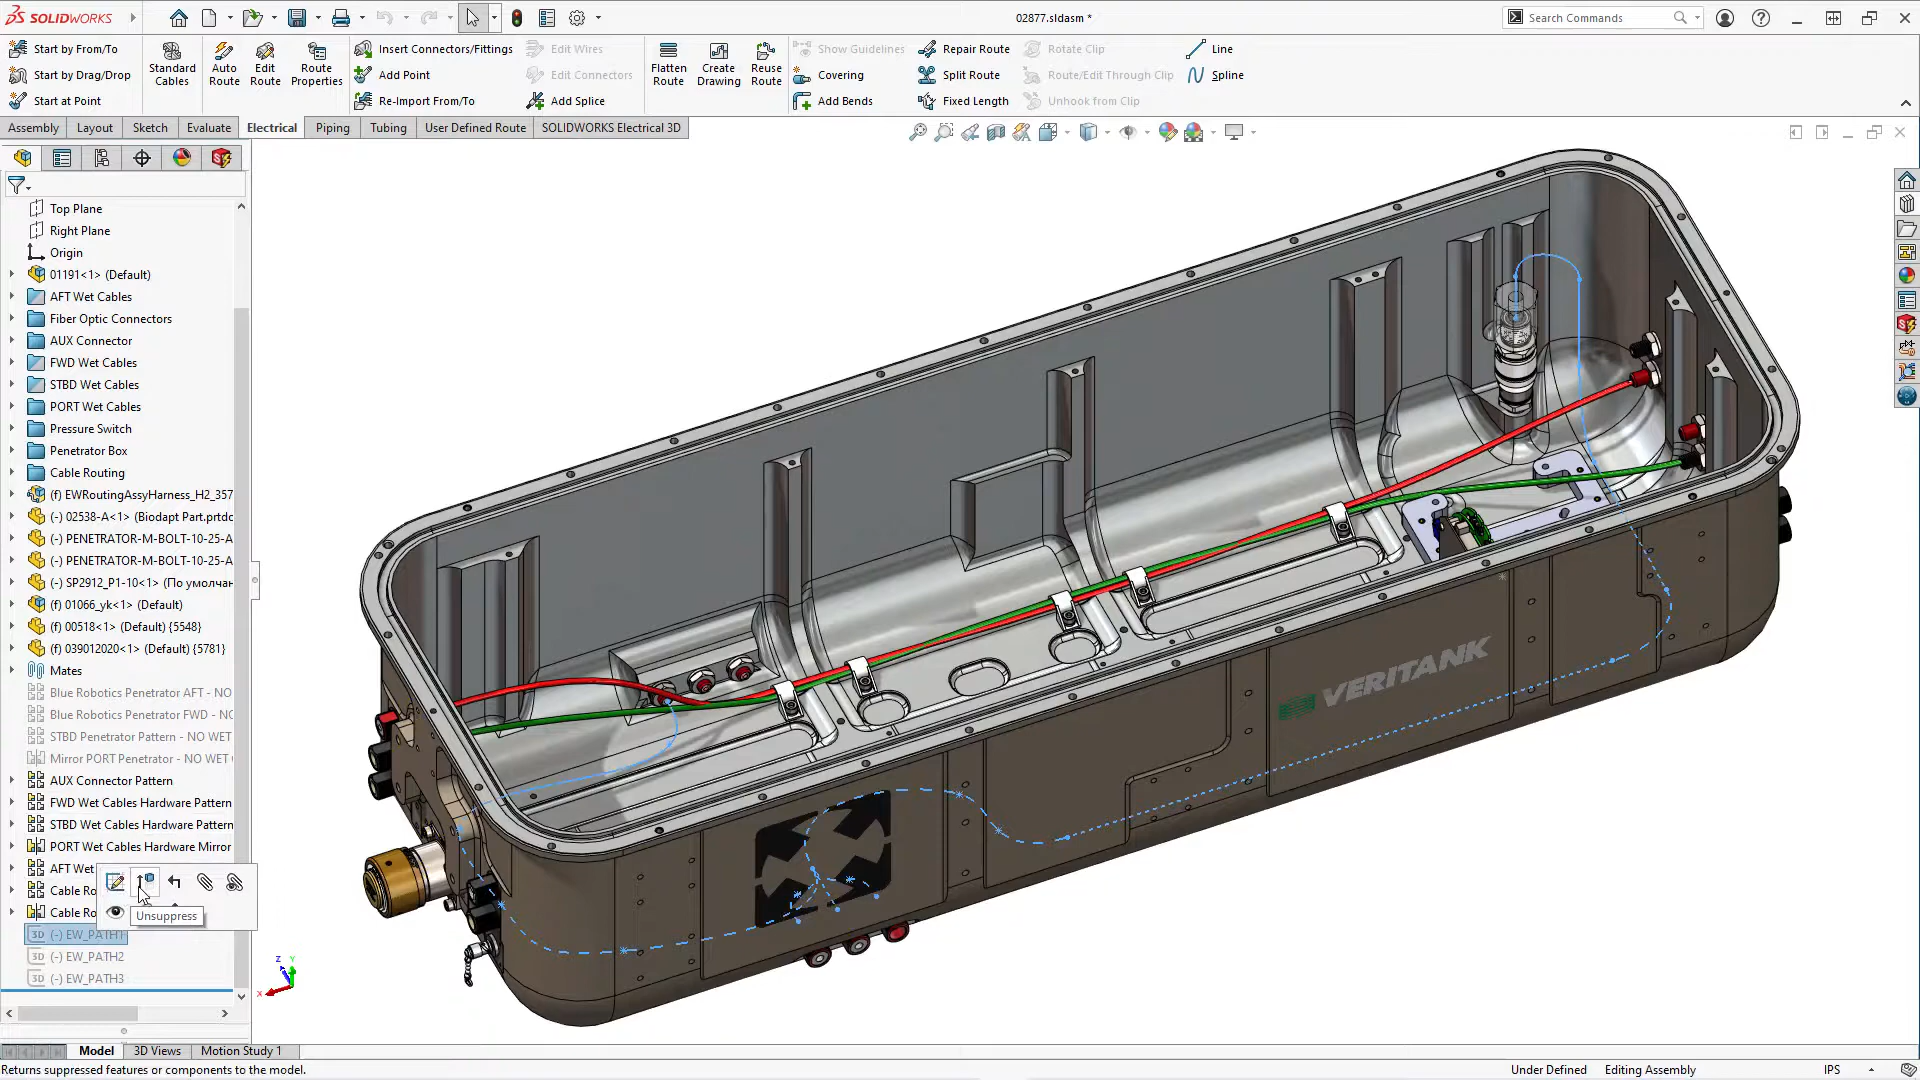 SOLIDWORKS
02877.sldasm *
Search Commands
Start by From/To
Start by Drag/Drop
Start at Point
Standard Cables
Auto Route
Edit Route
Route Properties
Insert Connectors/Fittings
Add Point
Re-Import From/To
Edit Wires
Edit Connectors
Add Splice
Flatten Route
Create Drawing
Reuse Route
Show Guidelines
Covering
Add Bends
Repair Route
Split Route
Fixed Length
Rotate Clip
Route/Edit Through Clip
Unhook from Clip
Line
Spline
Assembly
Layout
Sketch
Evaluate
Electrical
Piping
Tubing
User Defined Route
SOLIDWORKS Electrical 3D
Top Plane
Right Plane
Origin
01191<1> (Default)
AFT Wet Cables
Fiber Optic Connectors
AUX Connector
FWD Wet Cables
STBD Wet Cables
PORT Wet Cables
Pressure Switch
Penetrator Box
Cable Routing
(f) EWRoutingAssyHarness_H2_357
(-) 02538-A<1> (Biodapt Part.prtdc
(-) PENETRATOR-M-BOLT-10-25-A
(-) PENETRATOR-M-BOLT-10-25-A
(-) SP2912_P1-10<1> (По умолчан
(f) 01066_yk<1> (Default)
(f) 00518<1> (Default) {5548}
(f) 039012020<1> (Default) {5781}
Mates
Blue Robotics Penetrator AFT - NO
Blue Robotics Penetrator FWD - NO
STBD Penetrator Pattern - NO WET
Mirror PORT Penetrator - NO WET (
AUX Connector Pattern
FWD Wet Cables Hardware Pattern
STBD Wet Cables Hardware Pattern
PORT Wet Cables Hardware Mirror
AFT Wet
Cable Ro
Cable Ro
Unsuppress
3D (-) EW_PATH1
3D (-) EW_PATH2
3D (-) EW_PATH3
VERITANK
Z Y X
Model
3D Views
Motion Study 1
Returns suppressed features or components to the model.
Under Defined
Editing Assembly
IPS